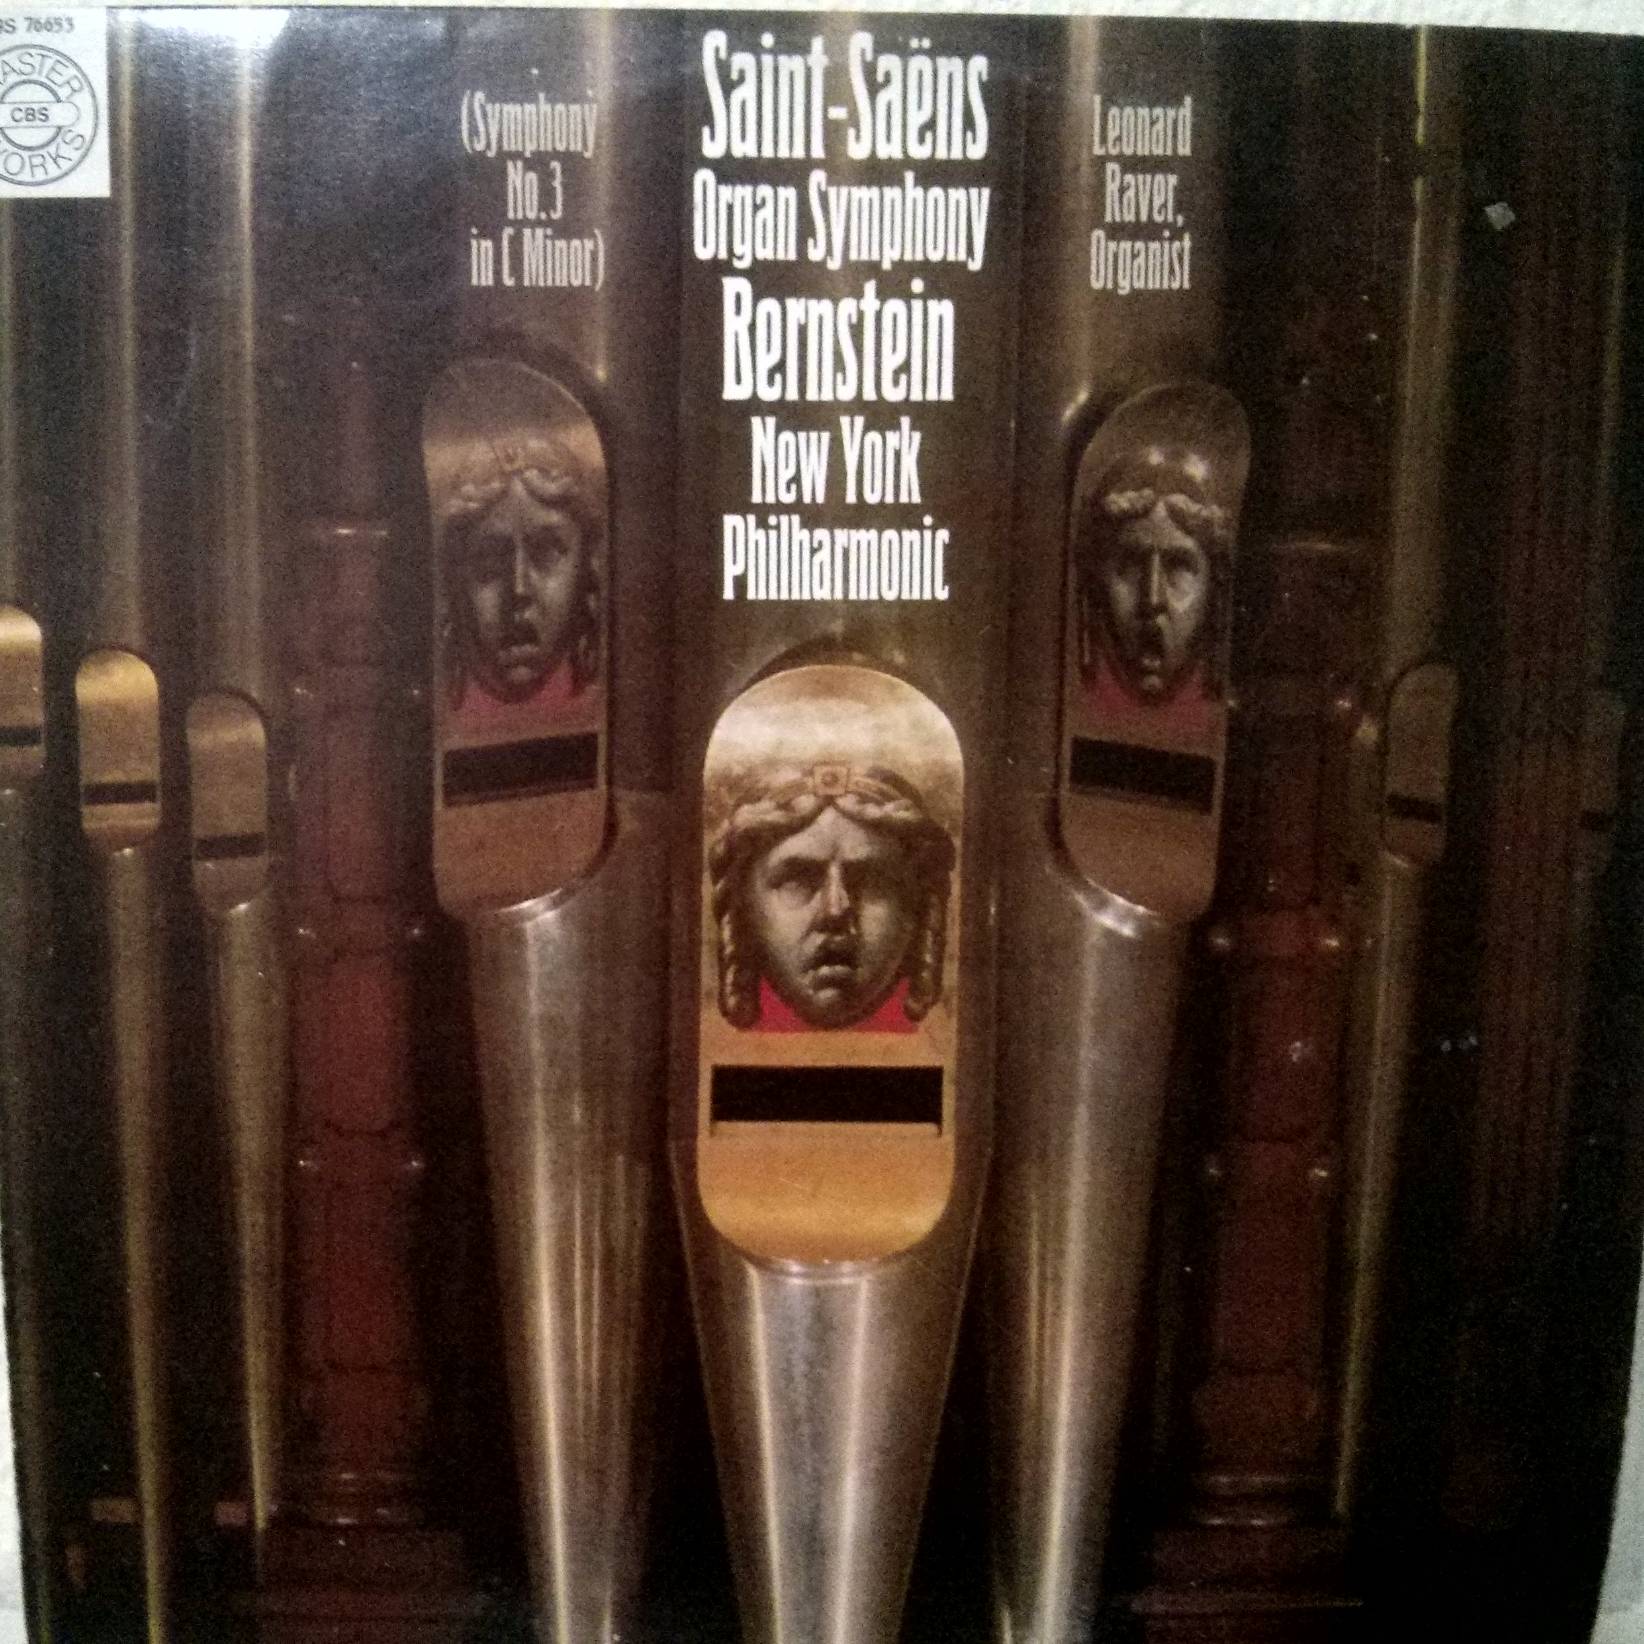 76653
MASTER
CBS
WORKS
(Symphony
No.3
in C Minor)
Saint-Saëns
Organ Symphony
Bernstein
New York
Philharmonic
Leonard
Raver,
Organist